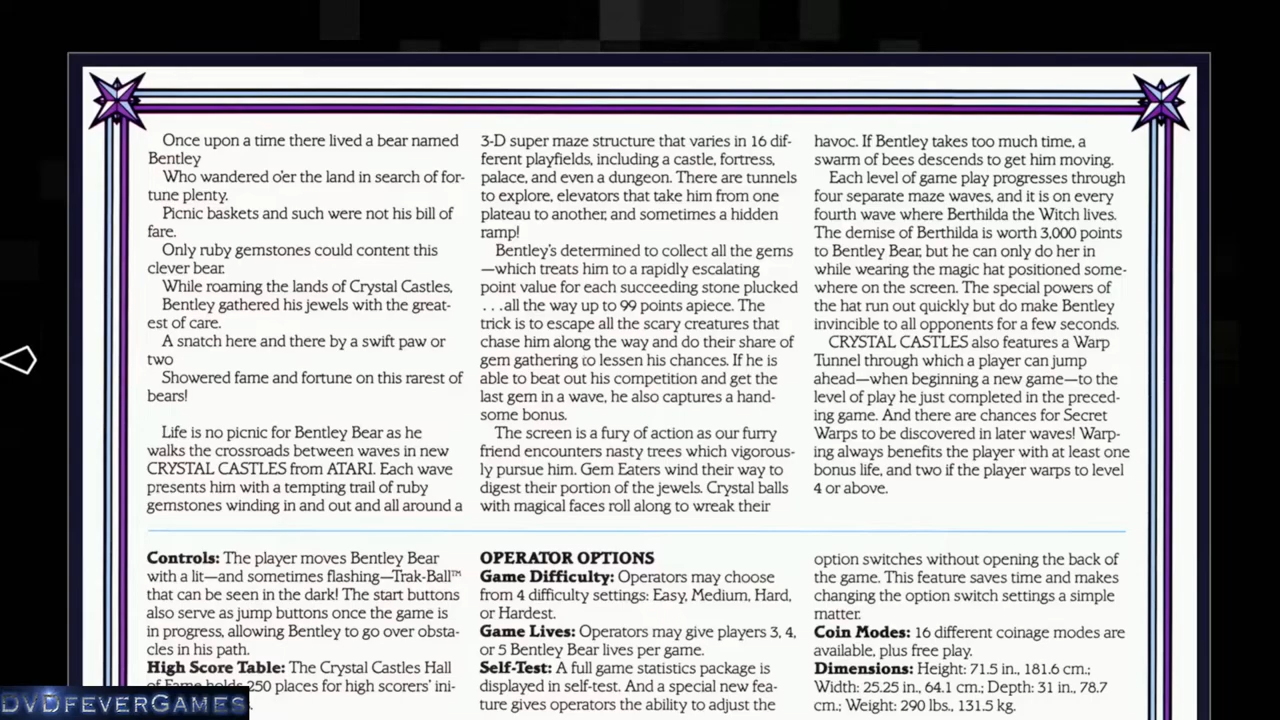 Once upon a time there lived a bear named
Bentley
Who wandered o'er the land in search of for-
tune plenty.
Picnic baskets and such were not his bill of
fare.
Only ruby gemstones could content this
clever bear.
While roaming the lands of Crystal Castles,
Bentley gathered his jewels with the great-
est of care.
A snatch here and there by a swift paw or
two
Showered fame and fortune on this rarest of
bears!
Life is no picnic for Bentley Bear as he
walks the crossroads between waves in new
CRYSTAL CASTLES from ATARI. Each wave
presents him with a tempting trail of ruby
gemstones winding in and out and all around a
3-D super maze structure that varies in 16 dif-
ferent playfields, including a castle, fortress,
palace, and even a dungeon. There are tunnels
to explore, elevators that take him from one
plateau to another, and sometimes a hidden
ramp!
Bentley's determined to collect all the gems
—which treats him to a rapidly escalating
point value for each succeeding stone plucked
. . .all the way up to 99 points apiece. The
trick is to escape all the scary creatures that
chase him along the way and do their share of
gem gathering to lessen his chances. If he is
able to beat out his competition and get the
last gem in a wave, he also captures a hand-
some bonus.
The screen is a fury of action as our furry
friend encounters nasty trees which vigorous-
ly pursue him. Gem Eaters wind their way to
digest their portion of the jewels. Crystal balls
with magical faces roll along to wreak their
havoc. If Bentley takes too much time, a
swarm of bees descends to get him moving.
Each level of game play progresses through
four separate maze waves, and it is on every
fourth wave where Berthilda the Witch lives.
The demise of Berthilda is worth 3,000 points
to Bentley Bear, but he can only do her in
while wearing the magic hat positioned some-
where on the screen. The special powers of
the hat run out quickly but do make Bentley
invincible to all opponents for a few seconds.
CRYSTAL CASTLES also features a Warp
Tunnel through which a player can jump
ahead—when beginning a new game—to the
level of play he just completed in the preced-
ing game. And there are chances for Secret
Warps to be discovered in later waves! Warp-
ing always benefits the player with at least one
bonus life, and two if the player warps to level
4 or above.
Controls: The player moves Bentley Bear
with a lit—and sometimes flashing—Trak-Ball™
that can be seen in the dark! The start buttons
also serve as jump buttons once the game is
in progress, allowing Bentley to go over obsta-
cles in his path.
High Score Table: The Crystal Castles Hall
of Fame holds 250 places for high scorers' ini-
OPERATOR OPTIONS
Game Difficulty: Operators may choose
from 4 difficulty settings: Easy, Medium, Hard,
or Hardest.
Game Lives: Operators may give players 3, 4,
or 5 Bentley Bear lives per game.
Self-Test: A full game statistics package is
displayed in self-test. And a special new fea-
ture gives operators the ability to adjust the
option switches without opening the back of
the game. This feature saves time and makes
changing the option switch settings a simple
matter.
Coin Modes: 16 different coinage modes are
available, plus free play.
Dimensions: Height: 71.5 in., 181.6 cm.;
Width: 25.25 in., 64.1 cm.; Depth: 31 in., 78.7
cm.; Weight: 290 lbs., 131.5 kg.
DVDFEVERGAMES